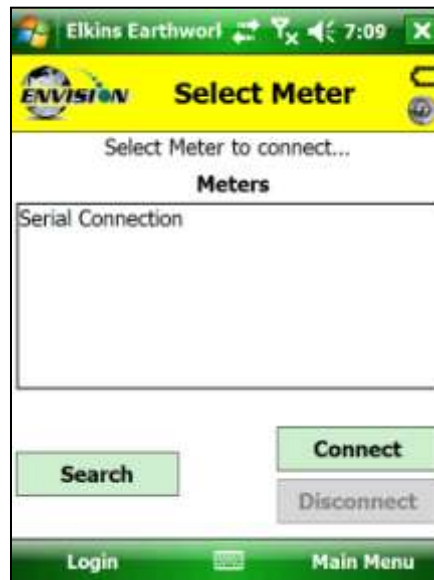 Elkins Earthworl 7:09
ENVISION Select Meter
Select Meter to connect...
Meters
Serial Connection
Connect
Search
Disconnect
Login Main Menu